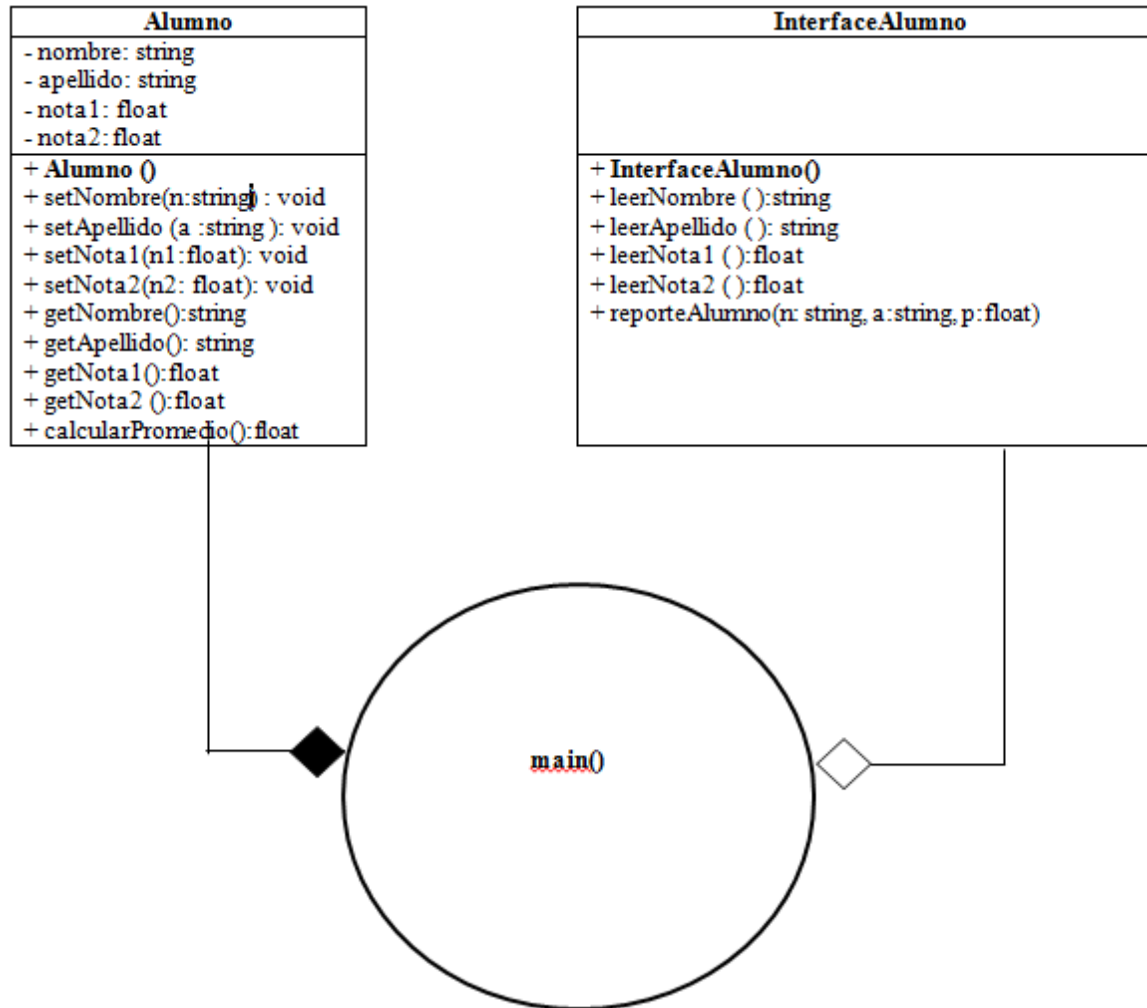 Alumno
- nombre: string
- apellido: string
- nota1: float
- nota2: float
+ Alumno ()
+ setNombre(n:string) : void
+ setApellido (a :string ): void
+ setNota1(n1:float): void
+ setNota2(n2: float): void
+ getNombre():string
+ getApellido(): string
+ getNota1():float
+ getNota2 ():float
+ calcularPromedio():float
InterfaceAlumno
+ InterfaceAlumno()
+ leerNombre ( ):string
+ leerApellido ( ): string
+ leerNota1 ( ):float
+ leerNota2 ( ):float
+ reporteAlumno(n: string, a:string, p:float)
main()